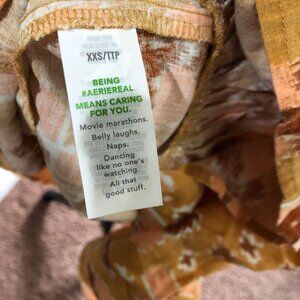 XXS/TTP
BEING
#AERIEREAL
MEANS CARING
FOR YOU.
Movie marathons.
Belly laughs.
Naps.
Dancing
like no one's
watching.
All that
good stuff.